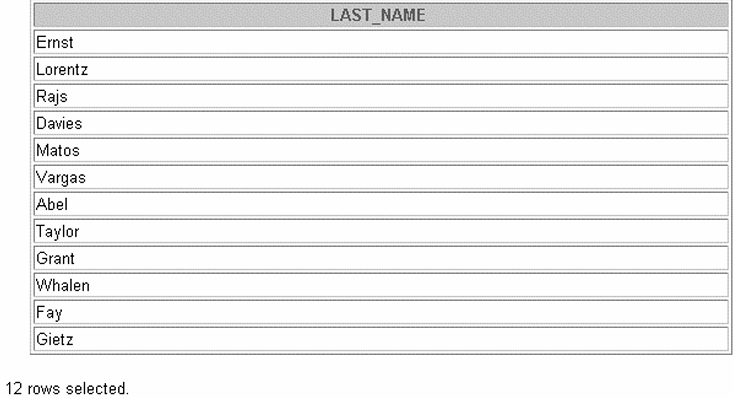 LAST_NAME
Ernst
Lorentz
Rajs
Davies
Matos
Vargas
Abel
Taylor
Grant
Whalen
Fay
Gietz
12 rows selected.